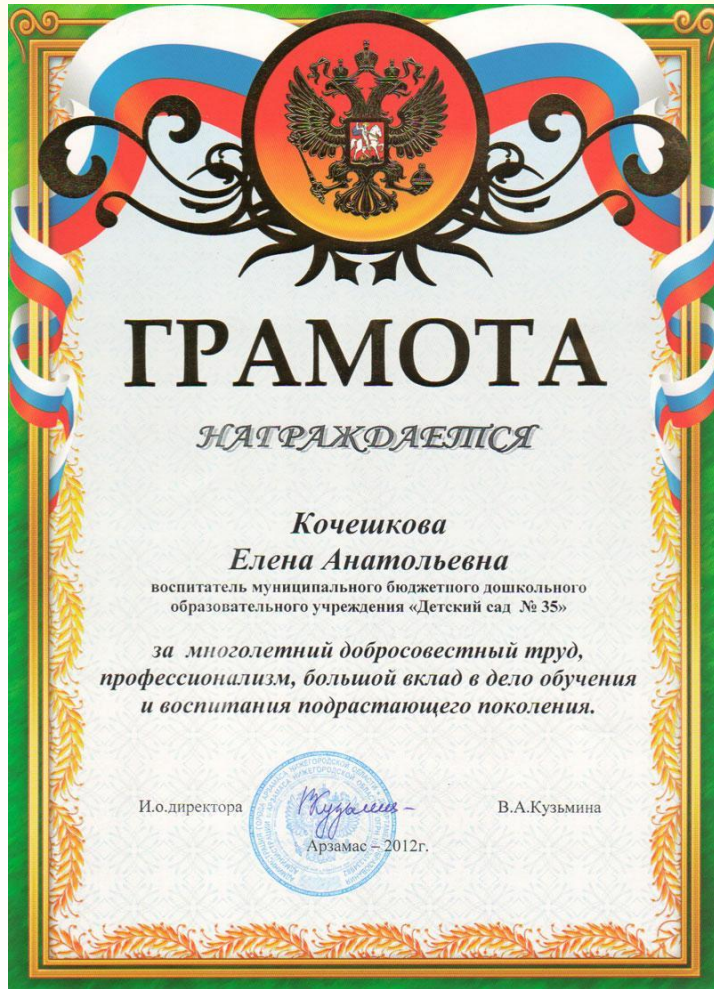 ГРАМОТА
НАГРАЖДАЕТСЯ
Кочешкова
Елена Анатольевна
воспитатель муниципального бюджетного дошкольного
образовательного учреждения «Детский сад № 35»
за многолетний добросовестный труд,
профессионализм, большой вклад в дело обучения
и воспитания подрастающего поколения.
И.о.директора
В.А.Кузьмина
Арзамас – 2012г.